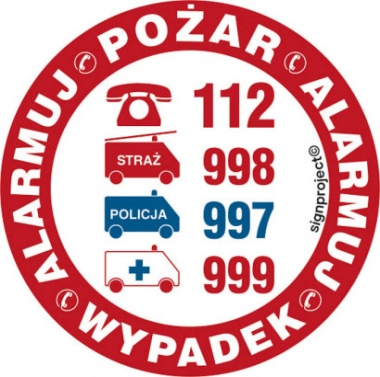 POŻAR
ALARMUJ
WYPADEK
ALARMUJ
112
STRAŻ 998
POLICJA 997
999
signproject©